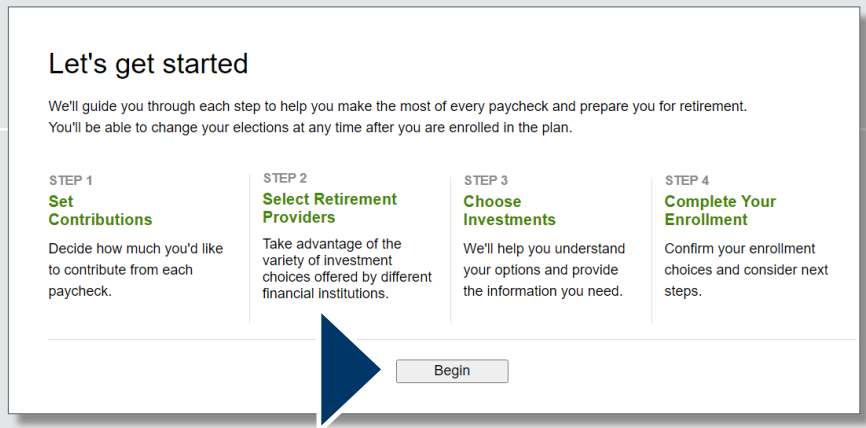 Let's get started
We'll guide you through each step to help you make the most of every paycheck and prepare you for retirement.
You'll be able to change your elections at any time after you are enrolled in the plan.
STEP 1
Set
Contributions
Decide how much you'd like
to contribute from each
paycheck.
STEP 2
Select Retirement
Providers
Take advantage of the
variety of investment
choices offered by different
financial institutions.
STEP 3
Choose
Investments
We'll help you understand
your options and provide
the information you need.
STEP 4
Complete Your
Enrollment
Confirm your enrollment
choices and consider next
steps.
Begin